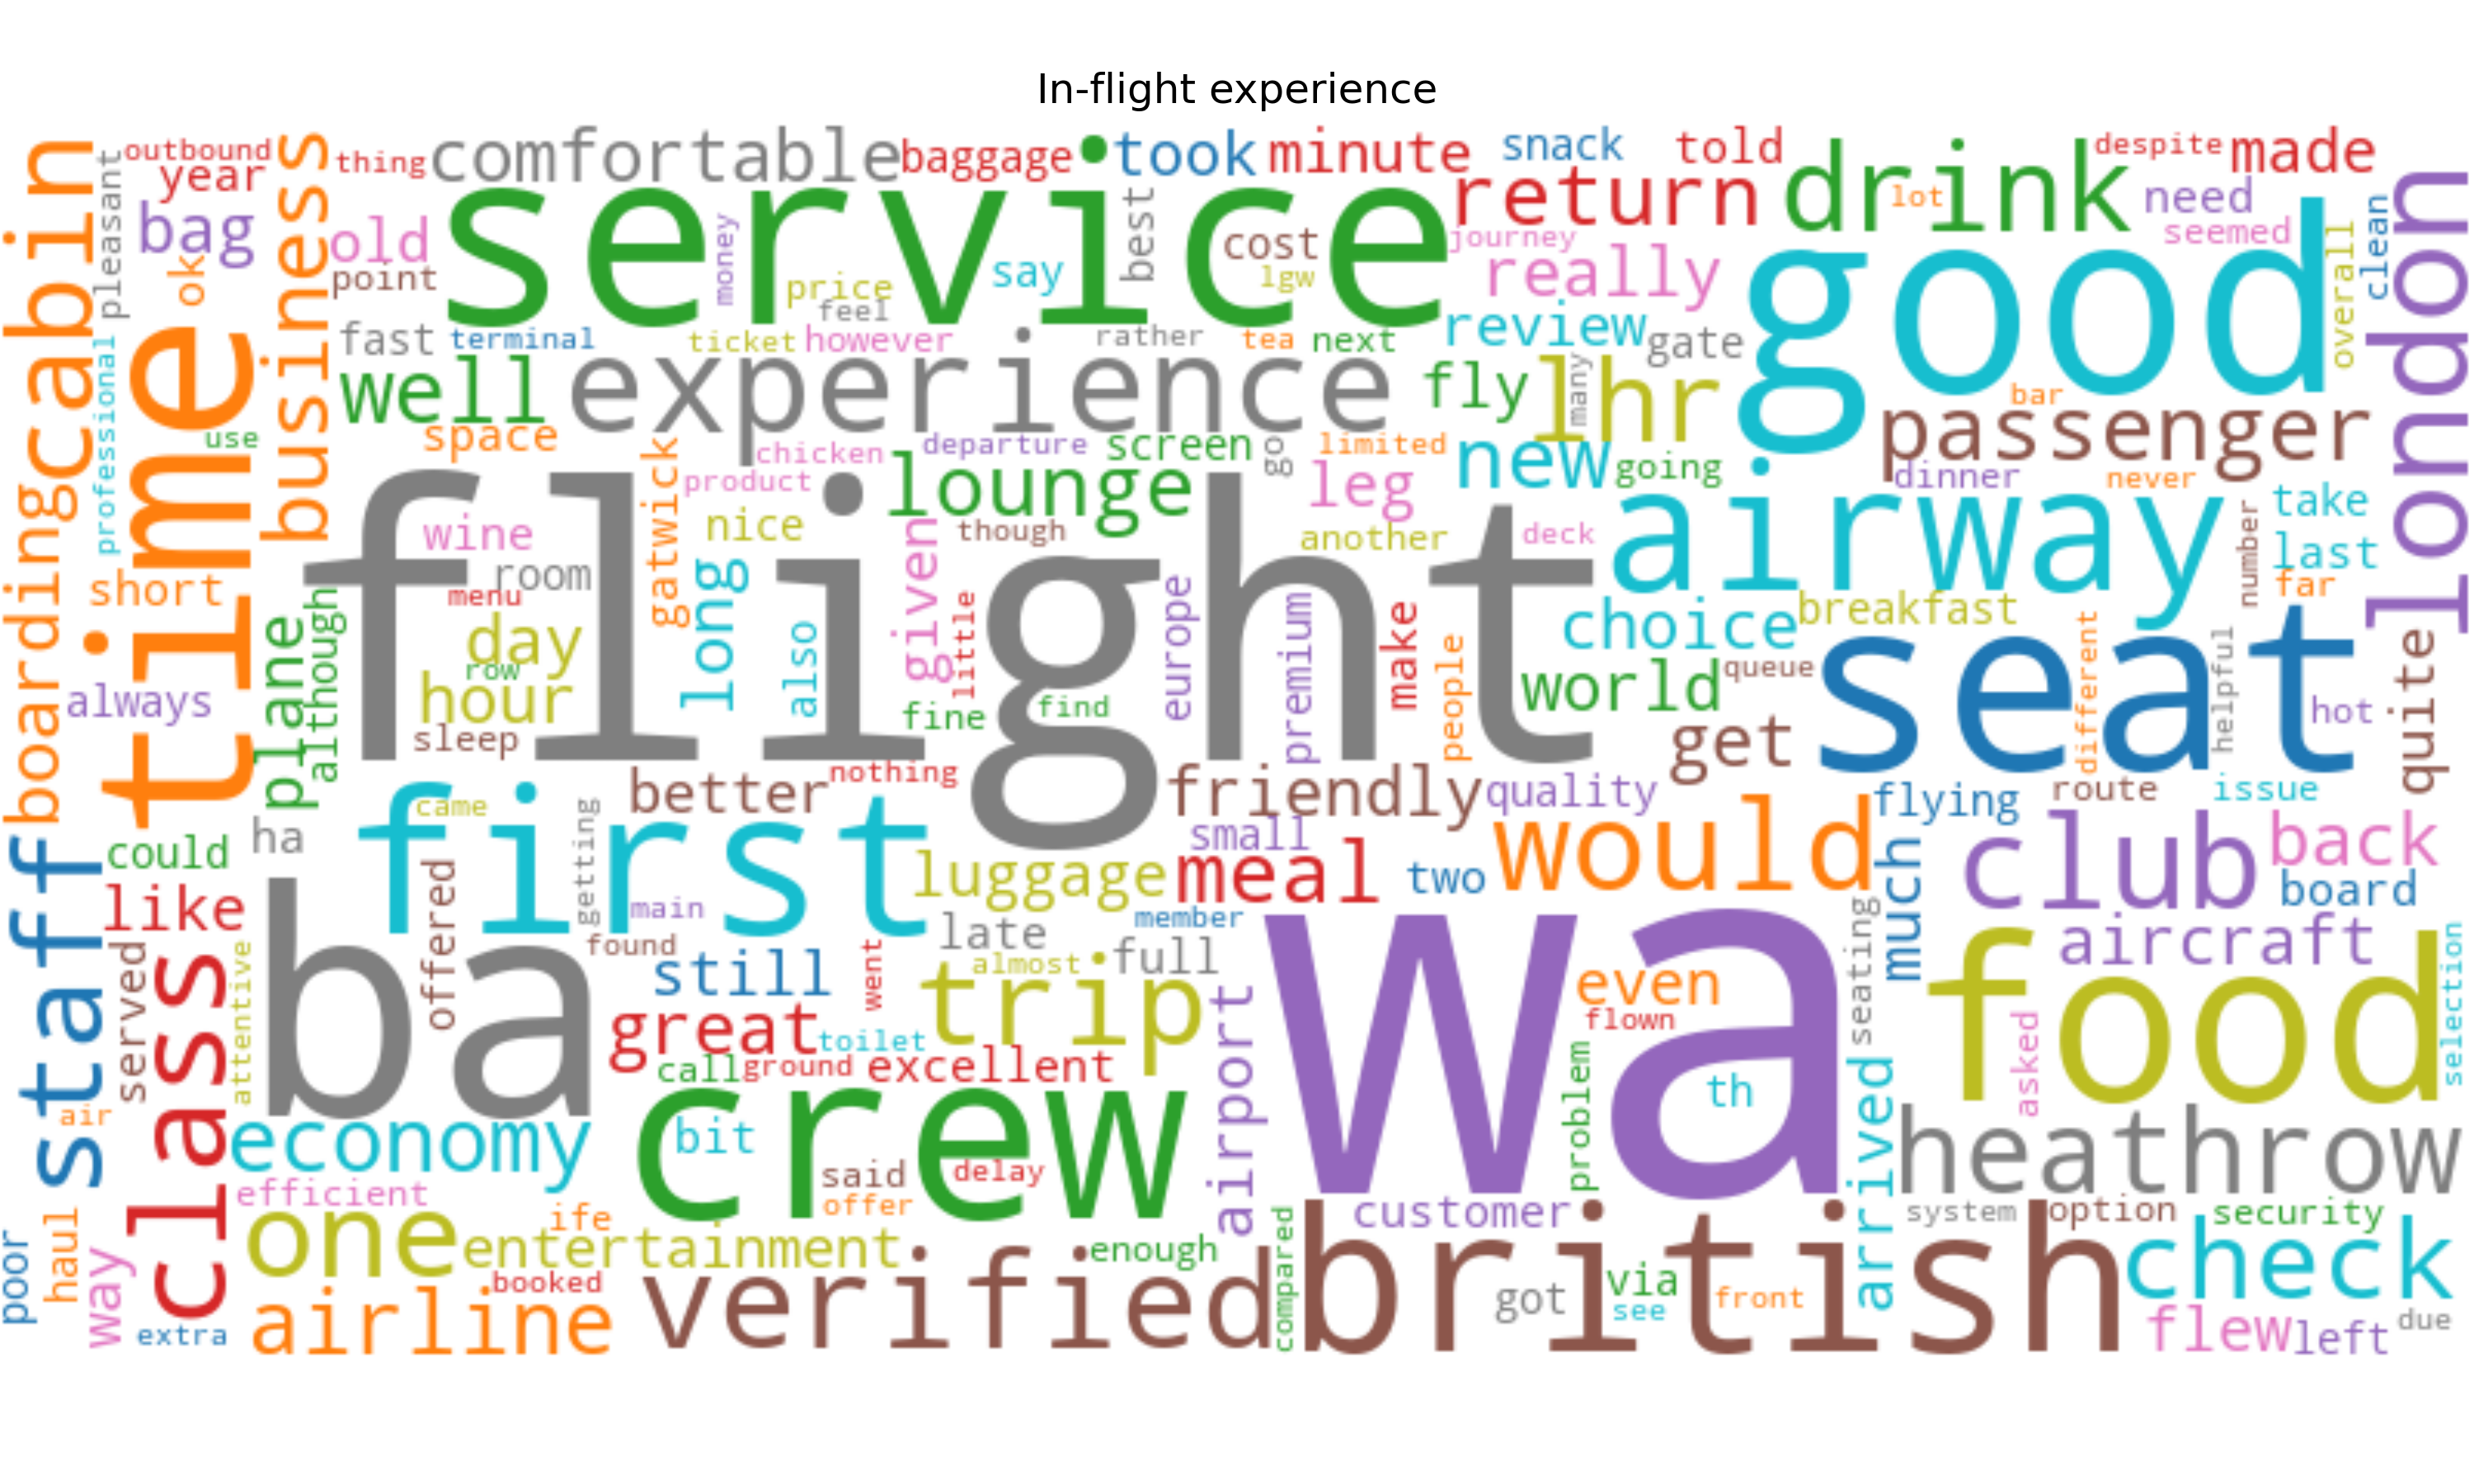 In-flight experience
cabin
pleasant
outbound
year
business
thing
comfortable
baggage
took
minute
snack
told
drink
despite
made
bag
ok
old
point
service
money
price
feel
say
best
cost
lgw
return
journey
really
lot
need
seemed
good
overall
clean
london
time
professional
use
fast
terminal
ticket
however
rather
tea
next
review
gate
well
experience
fly
lhr
many
bar
passenger
space
gatwick
chicken
departure
screen
go
limited
new
going
dinner
never
product
lounge
leg
airway
number
take
last
far
boarding
short
flight
wine
room
menu
nice
long
given
though
another
deck
day
row
hour
sleep
also
little
fine
find
europe
premium
make
people
choice
breakfast
world
queue
seat
different
helpful
hot
quite
always
plane
although
get
better
nothing
friendly
quality
flying
route
issue
staff
could
ha
first
came
getting
main
luggage
small
meal
two
would
much
club
back
board
like
served
attentive
ba
offered
found
still
went
late
member
almost
full
trip
wa
even
flown
th
seating
aircraft
food
selection
asked
air
class
great
toilet
call
ground
excellent
airport
problem
arrived
heathrow
economy
crew
bit
said
delay
offer
efficient
customer
system
option
security
poor
haul
way
extra
one
ife
entertainment
booked
airline
verified
enough
compared
british
got
via
see
front
check
flew
left
due